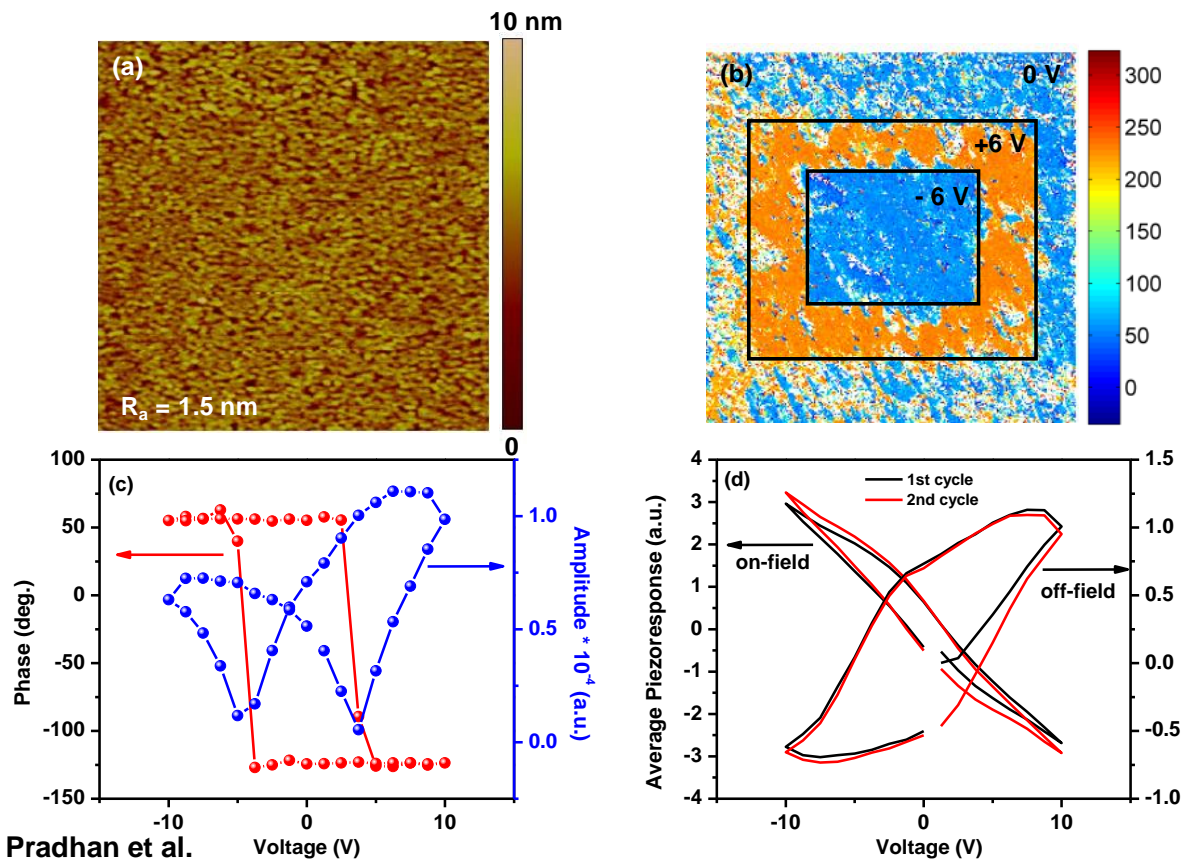 10 nm
(a)
R_a = 1.5 nm
0
(b)
0 V
+6 V
- 6 V
300
250
200
150
100
50
0
(c)
100
50
0
-50
-100
-150
Phase (deg.)
-10
-5
0
5
10
Voltage (V)
1.0
0.5
0.0
Amplitude * 10^-4 (a.u.)
(d)
1st cycle
2nd cycle
on-field
off-field
4
3
2
1
0
-1
-2
-3
-4
Average Piezoresponse (a.u.)
-10
0
10
Voltage (V)
1.5
1.0
0.5
0.0
-0.5
-1.0
Pradhan et al.